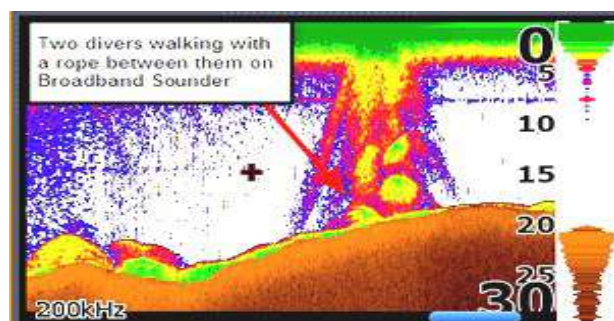 Two divers walking with
a rope between them on
Broadband Sounder
0
5
10
15
20
25
30
200kHz